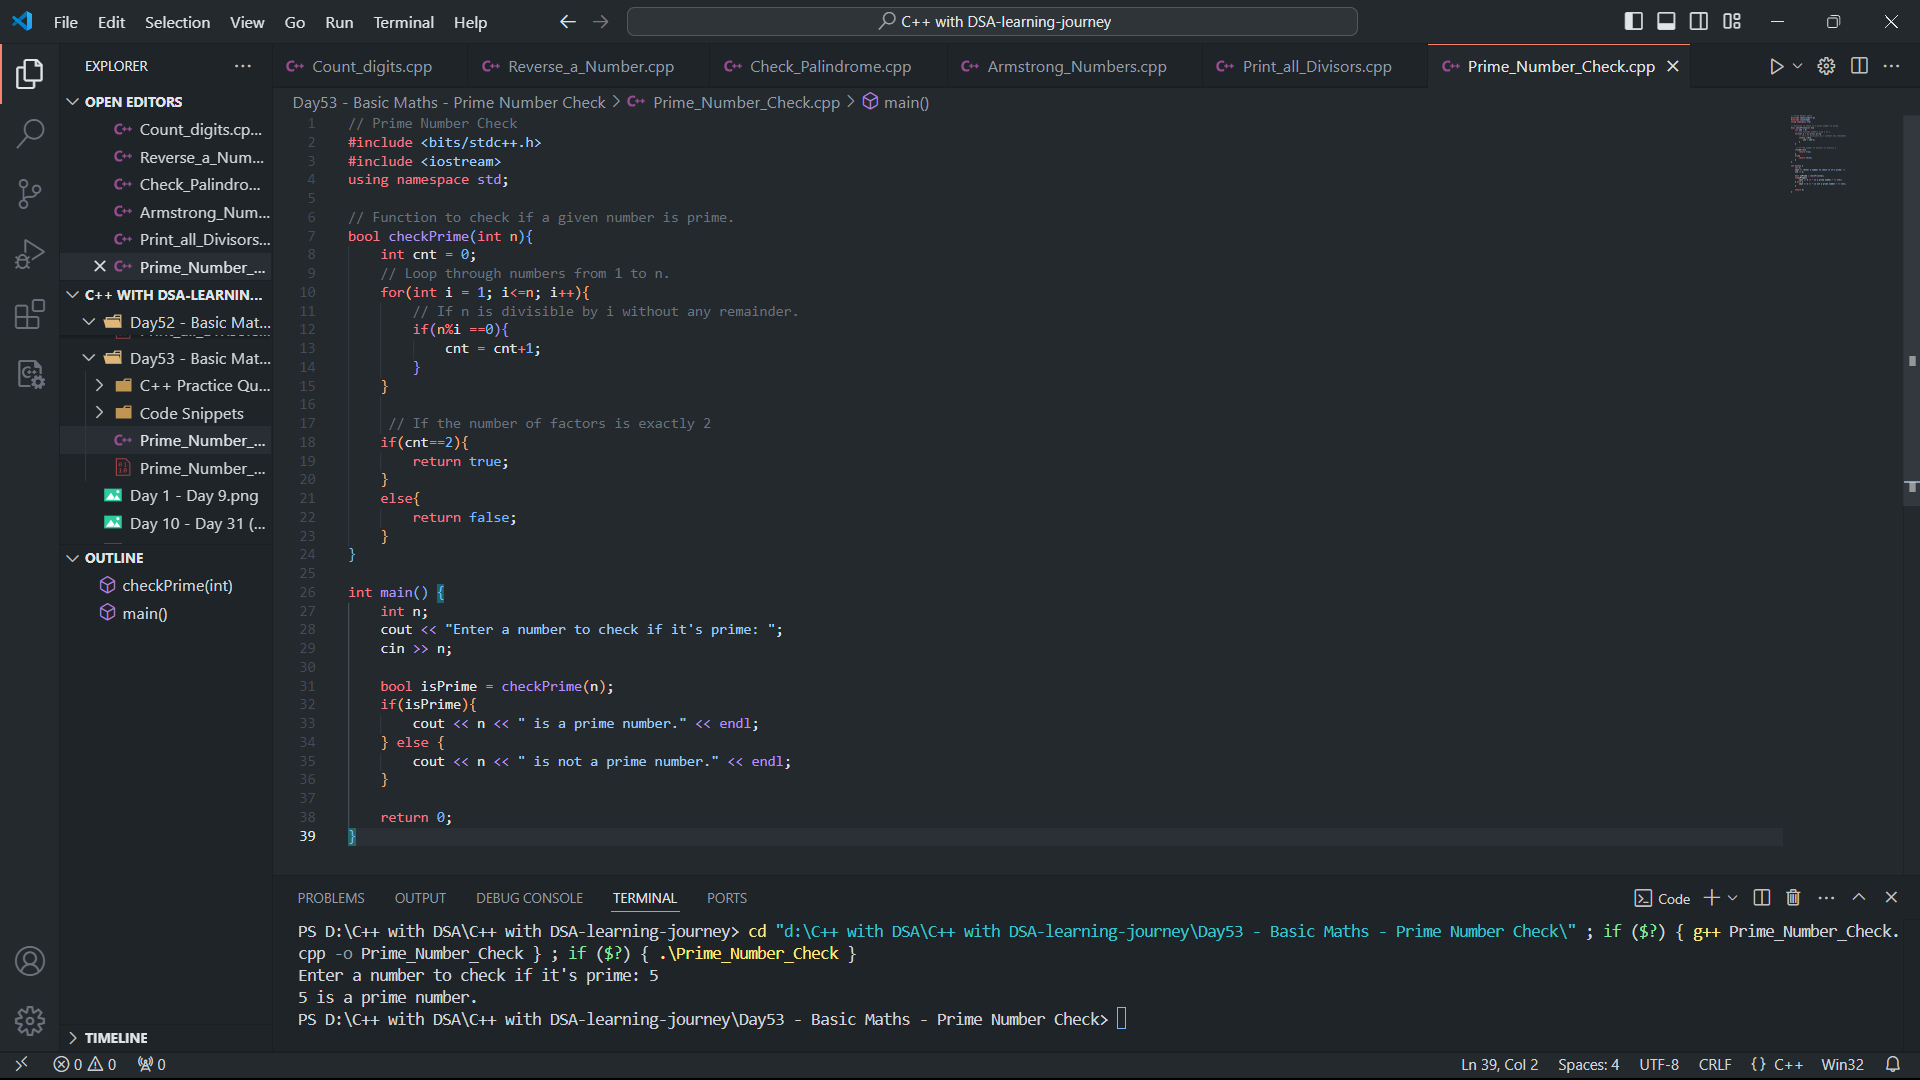 File Edit Selection View Go Run Terminal Help
C++ with DSA-learning-journey
EXPLORER
OPEN EDITORS
Count_digits.cp...
Reverse_a_Num...
Check_Palindro...
Armstrong_Num...
Print_all_Divisors...
Prime_Number_...
C++ WITH DSA-LEARNIN...
Day52 - Basic Mat...
Day53 - Basic Mat...
C++ Practice Qu...
Code Snippets
Prime_Number_...
Prime_Number_...
Day 1 - Day 9.png
Day 10 - Day 31 (...
OUTLINE
checkPrime(int)
main()
TIMELINE
Count_digits.cpp Reverse_a_Number.cpp Check_Palindrome.cpp Armstrong_Numbers.cpp Print_all_Divisors.cpp Prime_Number_Check.cpp
Day53 - Basic Maths - Prime Number Check > Prime_Number_Check.cpp > main()
1 // Prime Number Check
2 #include <bits/stdc++.h>
3 #include <iostream>
4 using namespace std;
5
6 // Function to check if a given number is prime.
7 bool checkPrime(int n){
8     int cnt = 0;
9     // Loop through numbers from 1 to n.
10     for(int i = 1; i<=n; i++){
11         // If n is divisible by i without any remainder.
12         if(n%i ==0){
13             cnt = cnt+1;
14         }
15     }
16
17      // If the number of factors is exactly 2
18     if(cnt==2){
19         return true;
20     }
21     else{
22         return false;
23     }
24 }
25
26 int main() {
27     int n;
28     cout << "Enter a number to check if it's prime: ";
29     cin >> n;
30
31     bool isPrime = checkPrime(n);
32     if(isPrime){
33         cout << n << " is a prime number." << endl;
34     } else {
35         cout << n << " is not a prime number." << endl;
36     }
37
38     return 0;
39 }
PROBLEMS OUTPUT DEBUG CONSOLE TERMINAL PORTS
Code
PS D:\C++ with DSA\C++ with DSA-learning-journey> cd "d:\C++ with DSA\C++ with DSA-learning-journey\Day53 - Basic Maths - Prime Number Check\" ; if ($?) { g++ Prime_Number_Check.
cpp -o Prime_Number_Check } ; if ($?) { .\Prime_Number_Check }
Enter a number to check if it's prime: 5
5 is a prime number.
PS D:\C++ with DSA\C++ with DSA-learning-journey\Day53 - Basic Maths - Prime Number Check>
0 0 0
Ln 39, Col 2 Spaces: 4 UTF-8 CRLF {} C++ Win32